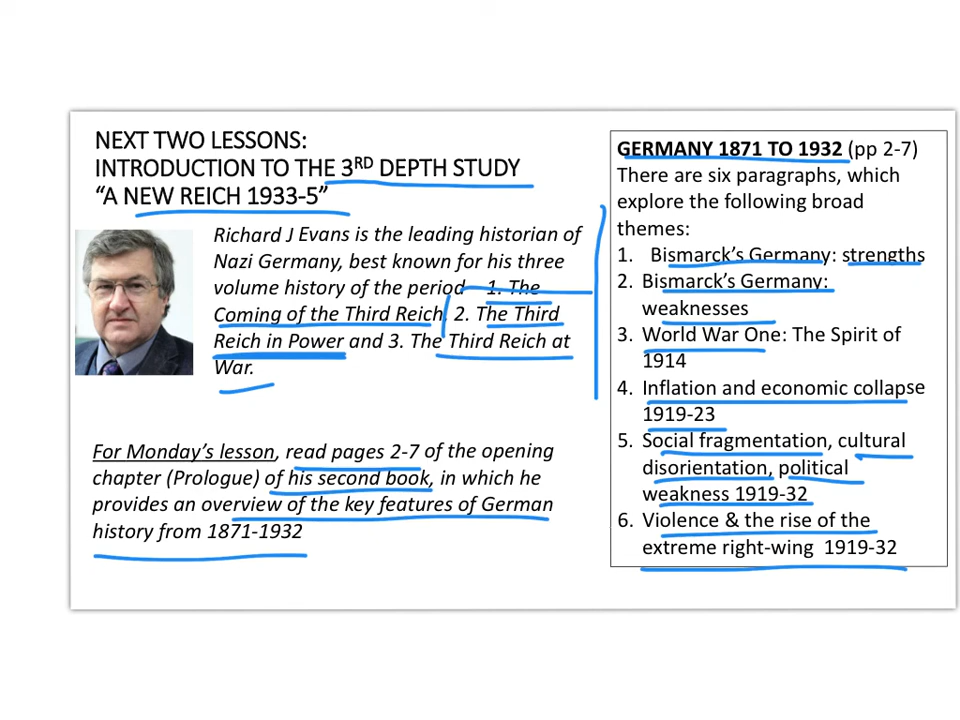 NEXT TWO LESSONS:
INTRODUCTION TO THE 3RD DEPTH STUDY
“A NEW REICH 1933-5”
Richard J Evans is the leading historian of
Nazi Germany, best known for his three
volume history of the period – 1. The
Coming of the Third Reich, 2. The Third
Reich in Power and 3. The Third Reich at
War.
For Monday’s lesson, read pages 2-7 of the opening
chapter (Prologue) of his second book, in which he
provides an overview of the key features of German
history from 1871-1932
GERMANY 1871 TO 1932 (pp 2-7)
There are six paragraphs, which
explore the following broad
themes:
1. Bismarck’s Germany: strengths
2. Bismarck’s Germany:
weaknesses
3. World War One: The Spirit of
1914
4. Inflation and economic collapse
1919-23
5. Social fragmentation, cultural
disorientation, political
weakness 1919-32
6. Violence & the rise of the
extreme right-wing 1919-32